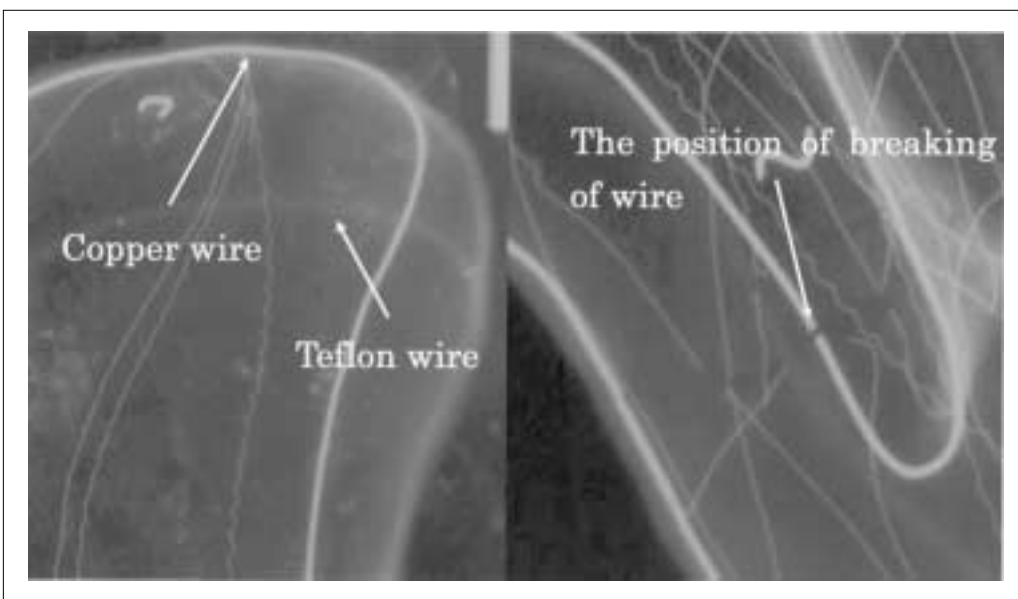 Copper wire
Teflon wire
The position of breaking
of wire